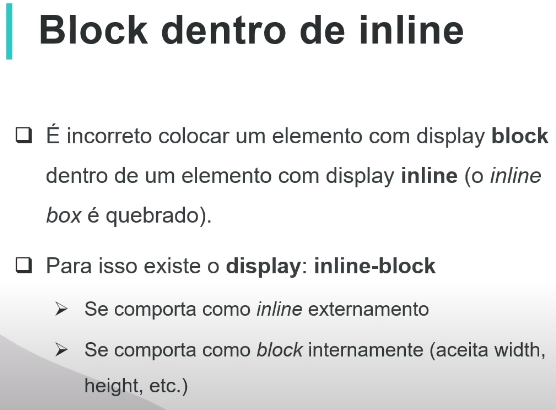 Block dentro de inline
É incorreto colocar um elemento com display block
dentro de um elemento com display inline (o inline
box é quebrado).
Para isso existe o display: inline-block
Se comporta como inline externamento
Se comporta como block internamente (aceita width,
height, etc.)